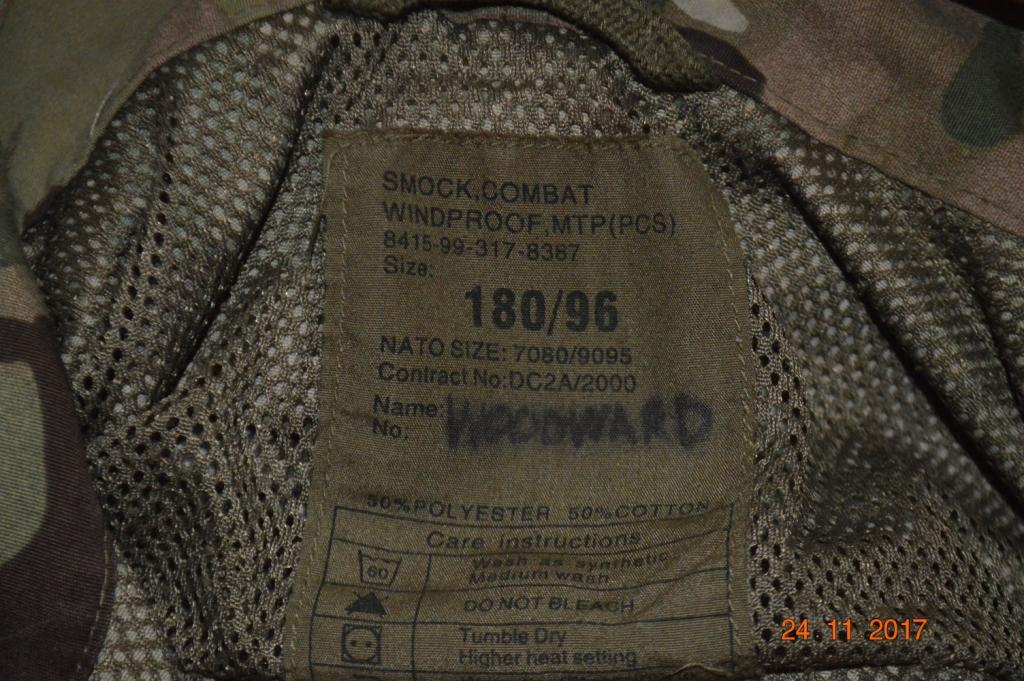 SMOCK,COMBAT
WINDPROOF,MTP(PCS)
8415-99-317-8367
Size:
180/96
NATO SIZE: 7080/9095
Contract No:DC2A/2000
Name: WOODWARD
No:
50%POLYESTER 50%COTTON
Care instructions
60
Wash as synthetic
Medium wash
DO NOT BLEACH
Tumble Dry
Higher heat setting
24 11 2017